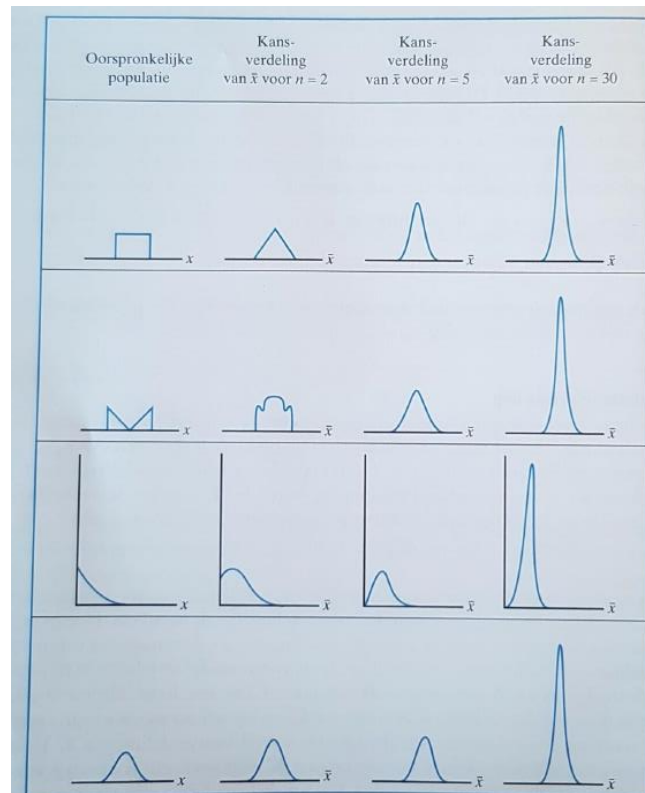 Oorspronkelijke
populatie
Kans-
verdeling
van x̄ voor n = 2
Kans-
verdeling
van x̄ voor n = 5
Kans-
verdeling
van x̄ voor n = 30
x
x̄
x̄
x̄
x
x̄
x̄
x̄
x
x̄
x̄
x̄
x
x̄
x̄
x̄